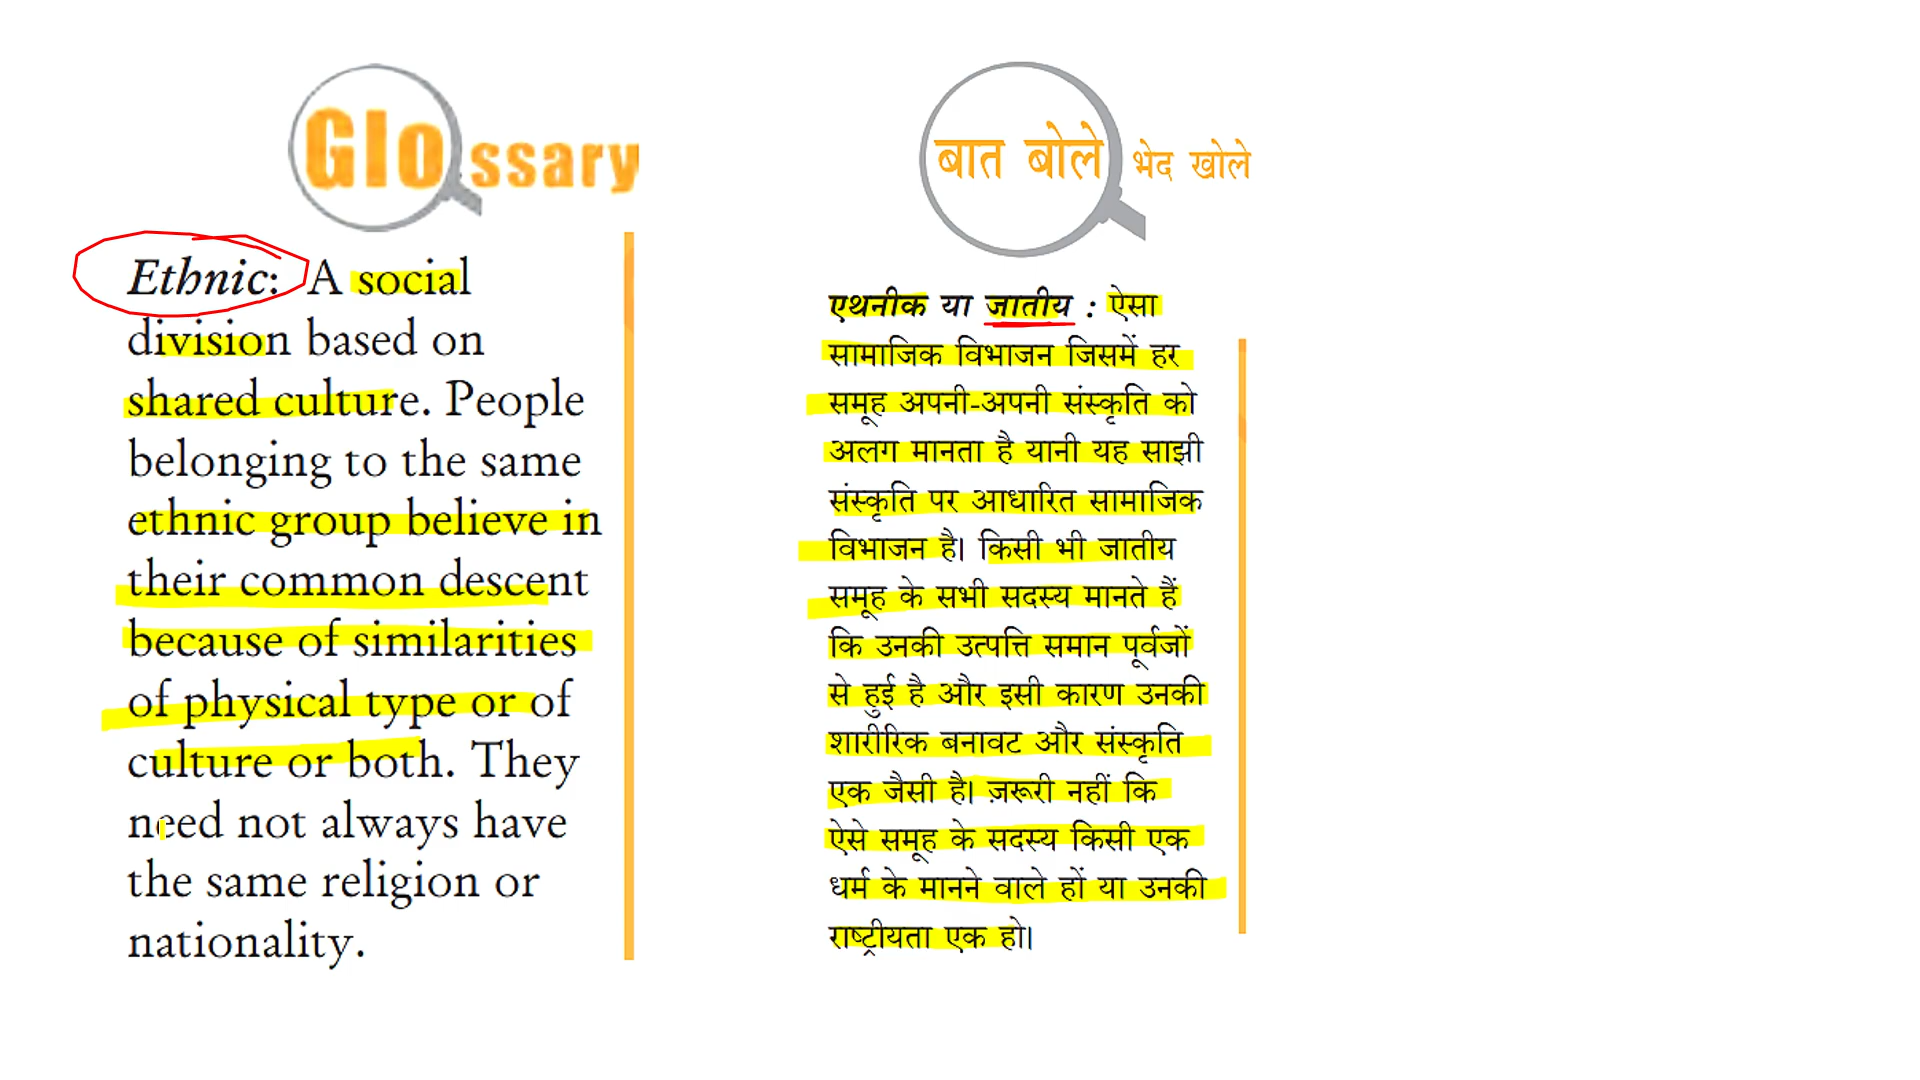 Glossary
Ethnic: A social
division based on
shared culture. People
belonging to the same
ethnic group believe in
their common descent
because of similarities
of physical type or of
culture or both. They
need not always have
the same religion or
nationality.
बात बोले भेद खोले
एथनीक या जातीय : ऐसा
सामाजिक विभाजन जिसमें हर
समूह अपनी-अपनी संस्कृति को
अलग मानता है यानी यह साझी
संस्कृति पर आधारित सामाजिक
विभाजन है। किसी भी जातीय
समूह के सभी सदस्य मानते हैं
कि उनकी उत्पत्ति समान पूर्वजों
से हुई है और इसी कारण उनकी
शारीरिक बनावट और संस्कृति
एक जैसी है। ज़रूरी नहीं कि
ऐसे समूह के सदस्य किसी एक
धर्म के मानने वाले हों या उनकी
राष्ट्रीयता एक हो।